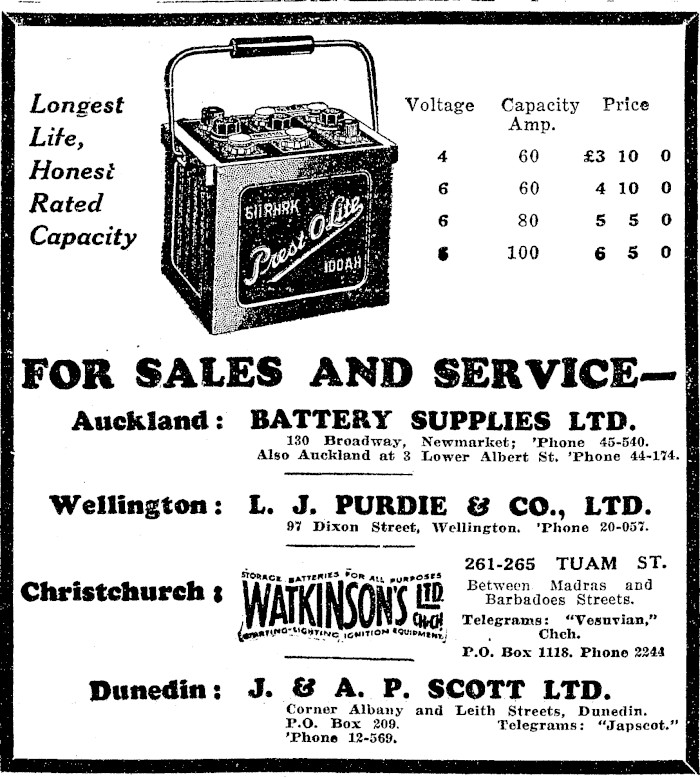 Longest
Life,
Honest
Rated
Capacity
611 RHRK
Prest O Lite
100 AH
Voltage Capacity Amp. Price
4 60 £3 10 0
6 60 4 10 0
6 80 5 5 0
100 6 5 0
FOR SALES AND SERVICE—
Auckland: BATTERY SUPPLIES LTD.
130 Broadway, Newmarket; 'Phone 45-540.
Also Auckland at 3 Lower Albert St. 'Phone 44-174.
Wellington: L. J. PURDIE & CO., LTD.
97 Dixon Street, Wellington. 'Phone 20-057.
Christchurch:
STORAGE BATTERIES FOR ALL PURPOSES
WATKINSON'S LTD. CH-CH
STARTING-LIGHTING IGNITION EQUIPMENT
261-265 TUAM ST.
Between Madras and
Barbadoes Streets.
Telegrams: "Vesuvian,"
Chch.
P.O. Box 1118. Phone 2244
Dunedin: J. & A. P. SCOTT LTD.
Corner Albany and Leith Streets, Dunedin.
P.O. Box 209. Telegrams: "Japscot."
'Phone 12-569.